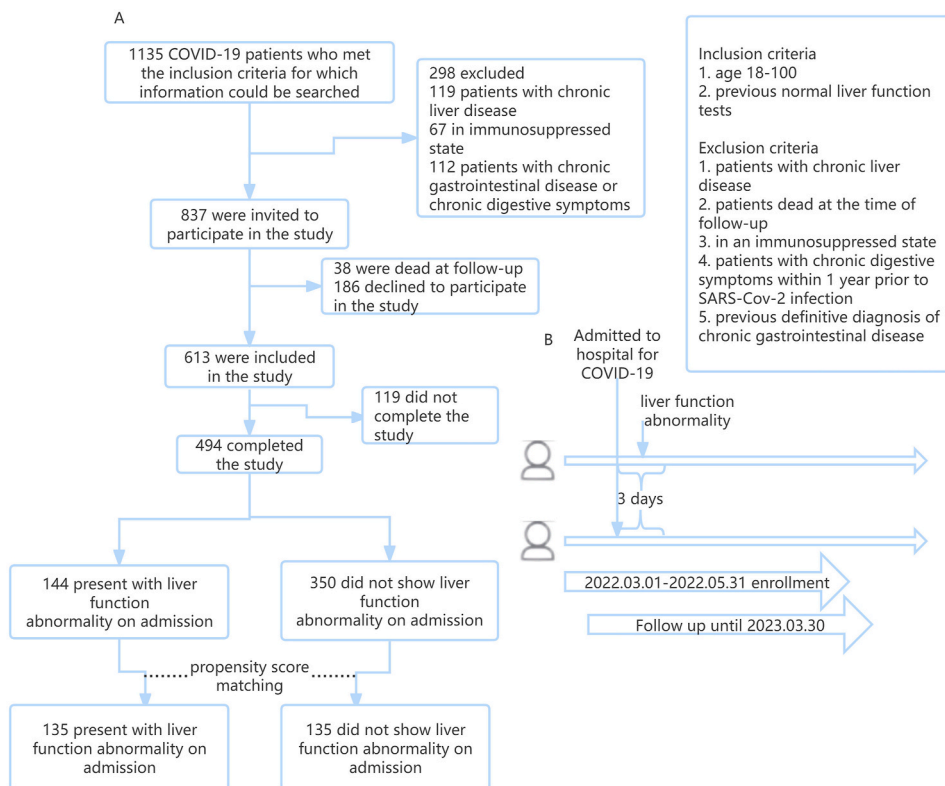 A
1135 COVID-19 patients who met
the inclusion criteria for which
information could be searched
298 excluded
119 patients with chronic
liver disease
67 in immunosuppressed
state
112 patients with chronic
gastrointestinal disease or
chronic digestive symptoms
837 were invited to
participate in the study
38 were dead at follow-up
186 declined to participate
in the study
613 were included
in the study
119 did not
complete the
study
494 completed
the study
144 present with liver
function
abnormality on admission
350 did not show liver
function
abnormality on admission
propensity score
matching
135 present with liver
function abnormality on
admission
135 did not show liver
function abnormality on
admission
Inclusion criteria
1. age 18-100
2. previous normal liver function
tests
Exclusion criteria
1. patients with chronic liver
disease
2. patients dead at the time of
follow-up
3. in an immunosuppressed state
4. patients with chronic digestive
symptoms within 1 year prior to
SARS-Cov-2 infection
5. previous definitive diagnosis of
chronic gastrointestinal disease
B
Admitted to
hospital for
COVID-19
liver function
abnormality
3 days
2022.03.01-2022.05.31 enrollment
Follow up until 2023.03.30